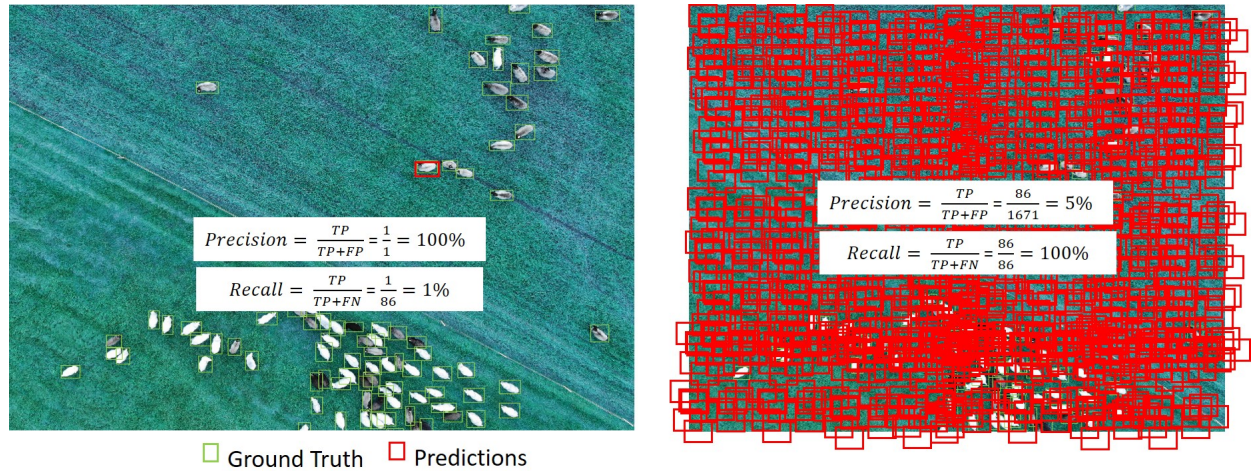 Precision = TP/TP+FP = 1/1 = 100%
Recall = TP/TP+FN = 1/86 = 1%
Precision = TP/TP+FP = 86/1671 = 5%
Recall = TP/TP+FN = 86/86 = 100%
Ground Truth
Predictions